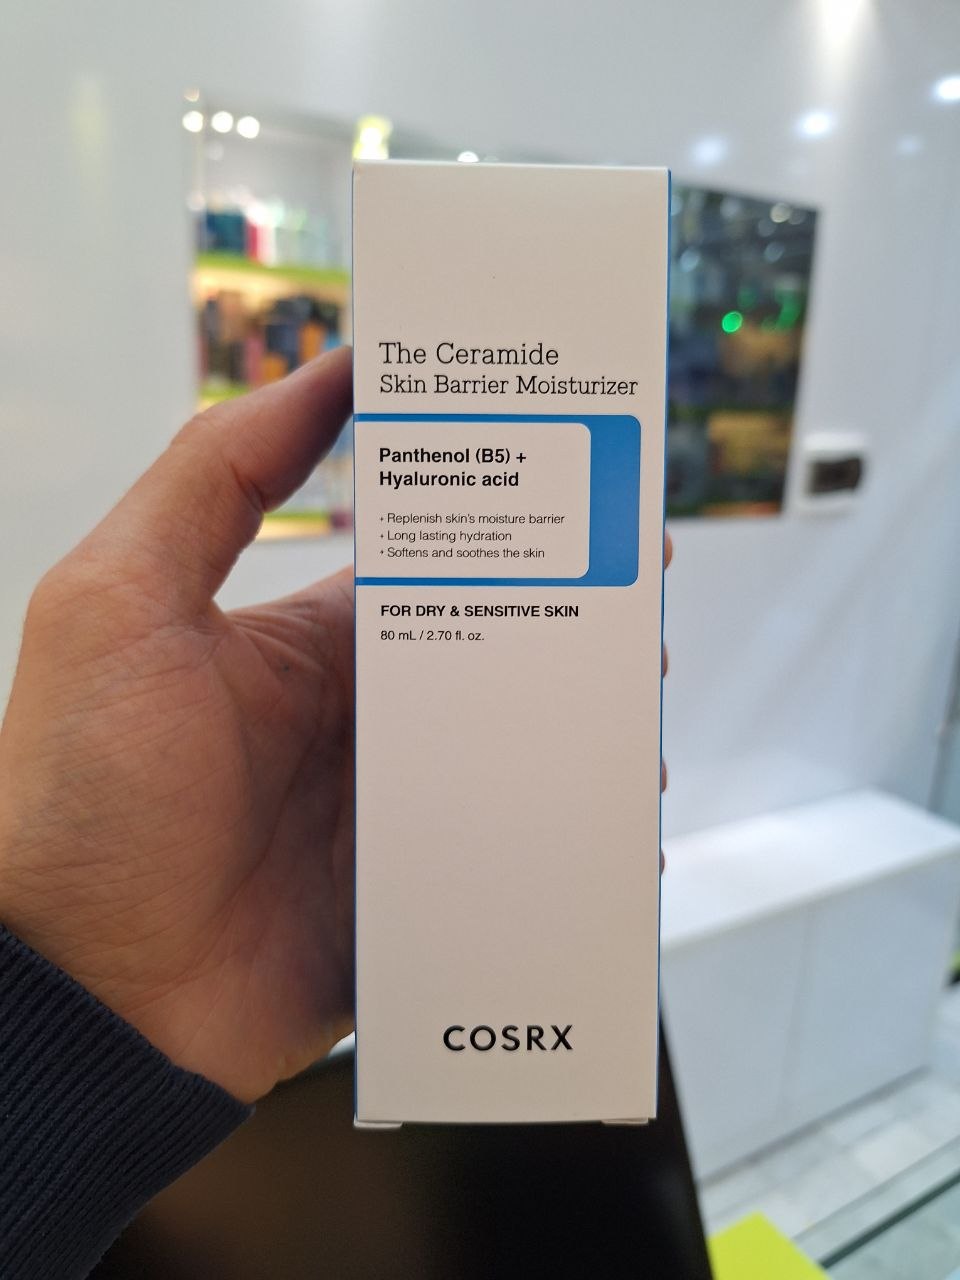 The Ceramide
Skin Barrier Moisturizer
Panthenol (B5) +
Hyaluronic acid
+ Replenish skin's moisture barrier
+ Long lasting hydration
+ Softens and soothes the skin
FOR DRY & SENSITIVE SKIN
80 mL / 2.70 fl. oz.
COSRX